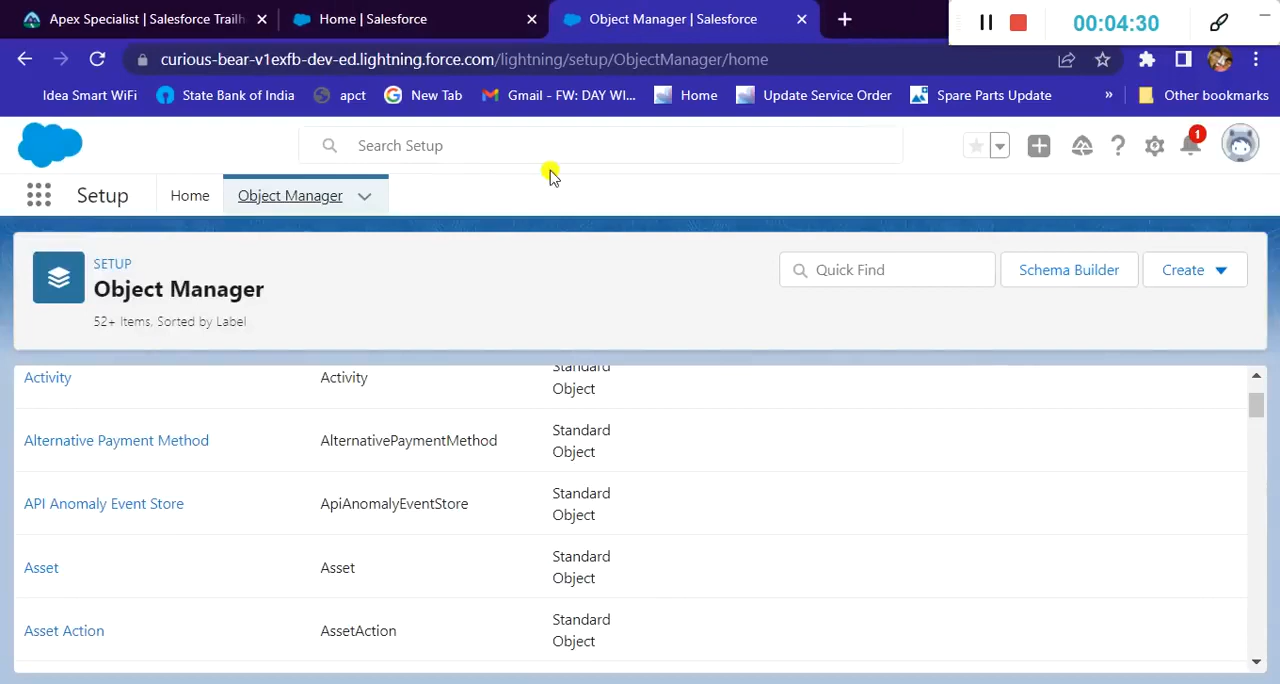 Apex Specialist | Salesforce Trailh
Home | Salesforce
Object Manager | Salesforce
00:04:30
curious-bear-v1exfb-dev-ed.lightning.force.com/lightning/setup/ObjectManager/home
Idea Smart WiFi
State Bank of India
apct
New Tab
Gmail - FW: DAY WI...
Home
Update Service Order
Spare Parts Update
»
Other bookmarks
Search Setup
1
Setup
Home
Object Manager
SETUP
Object Manager
52+ Items, Sorted by Label
Quick Find
Schema Builder
Create
Activity
Activity
Standard
Object
Alternative Payment Method
AlternativePaymentMethod
Standard
Object
API Anomaly Event Store
ApiAnomalyEventStore
Standard
Object
Asset
Asset
Standard
Object
Asset Action
AssetAction
Standard
Object